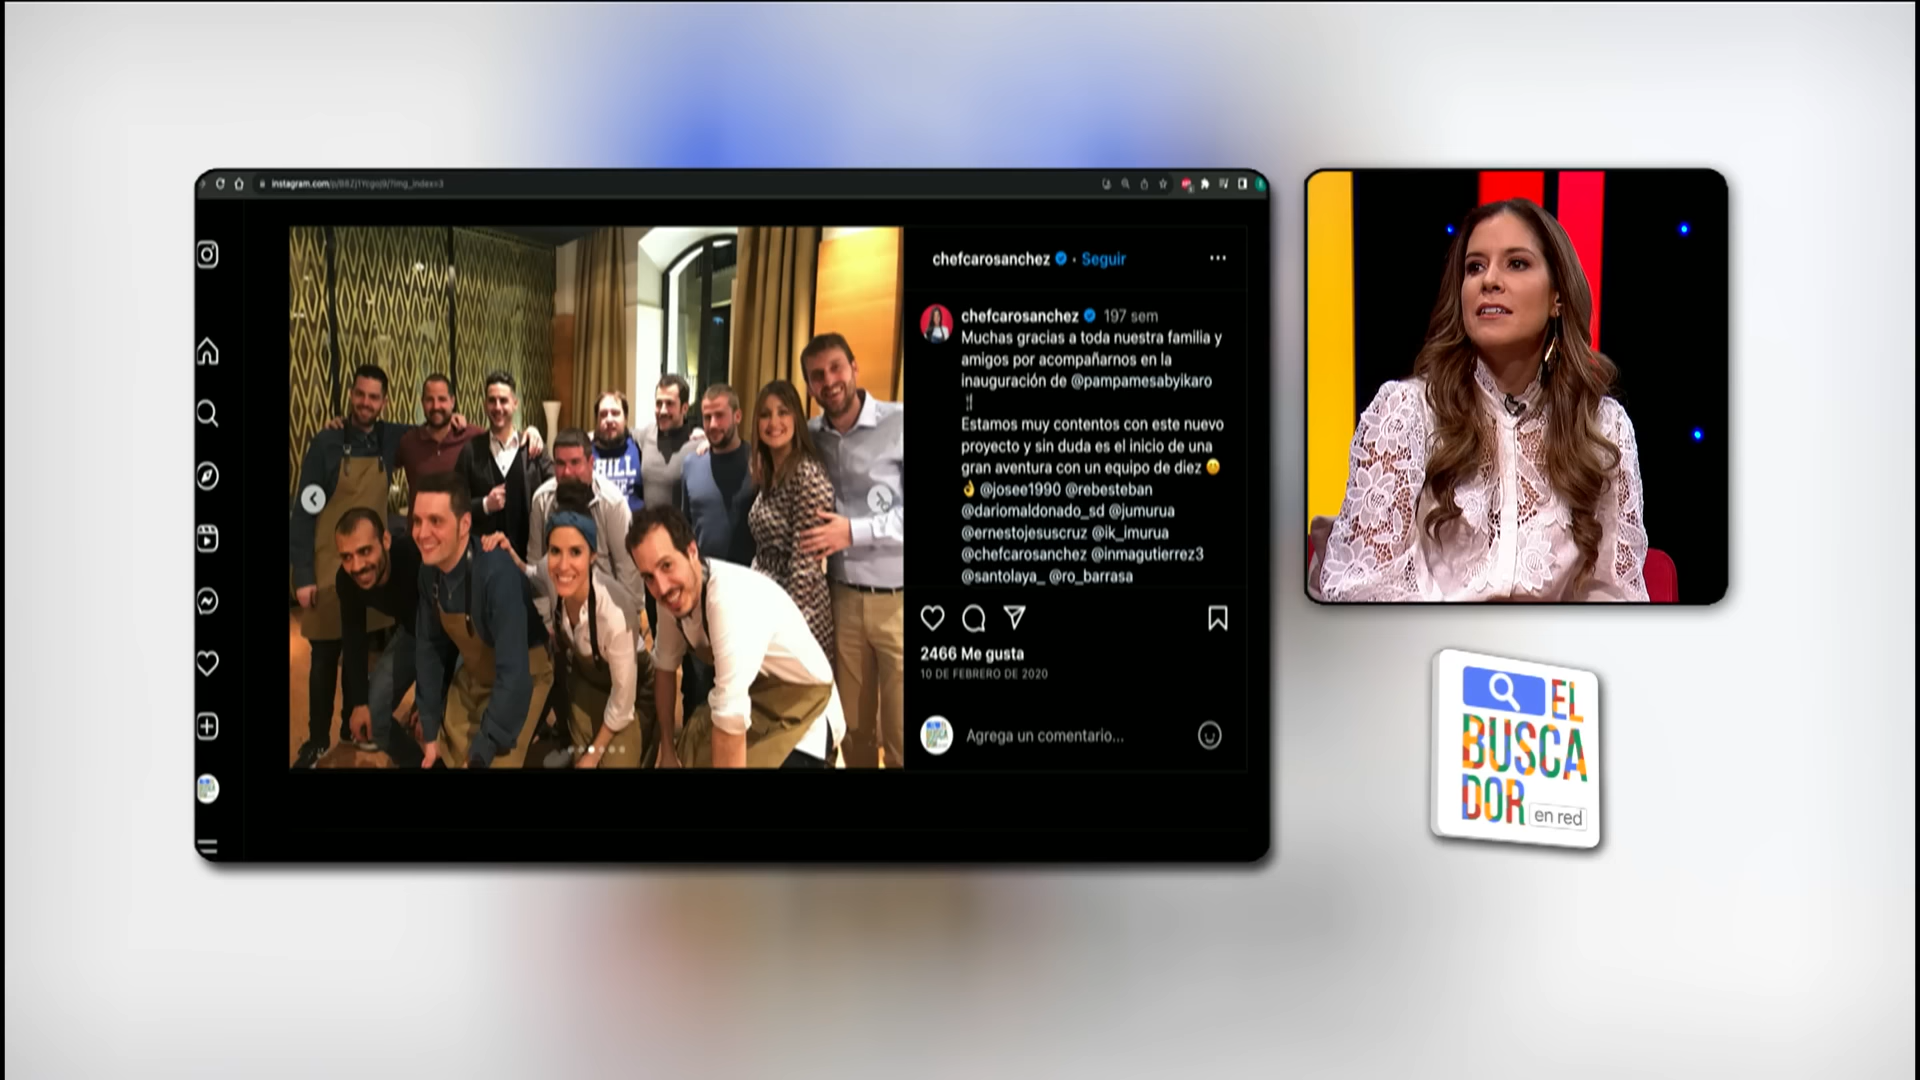 instagram.com
chefcarosanchez • Seguir
chefcarosanchez 197 sem
Muchas gracias a toda nuestra familia y
amigos por acompañarnos en la
inauguración de @pampamesabyikaro
🍴
Estamos muy contentos con este nuevo
proyecto y sin duda es el inicio de una
gran aventura con un equipo de diez 😊
👌 @josee1990 @rebesteban
@dariomaldonado_sd @jumurua
@ernestojesuscruz @ik_imurua
@chefcarosanchez @inmagutierrez3
@santolaya_ @ro_barrasa
2466 Me gusta
10 DE FEBRERO DE 2020
Agrega un comentario...
EL
BUSCA
DOR en red